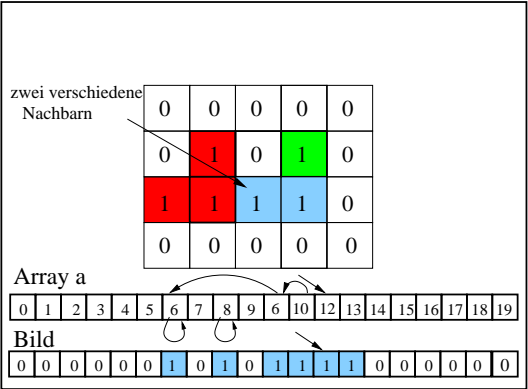 zwei verschiedene
Nachbarn
0 0 0 0 0
0 1 0 1 0
1 1 1 1 0
0 0 0 0 0
Array a
0 1 2 3 4 5 6 7 8 9 6 10 12 13 14 15 16 17 18 19
Bild
0 0 0 0 0 0 1 0 1 0 1 1 1 1 0 0 0 0 0 0